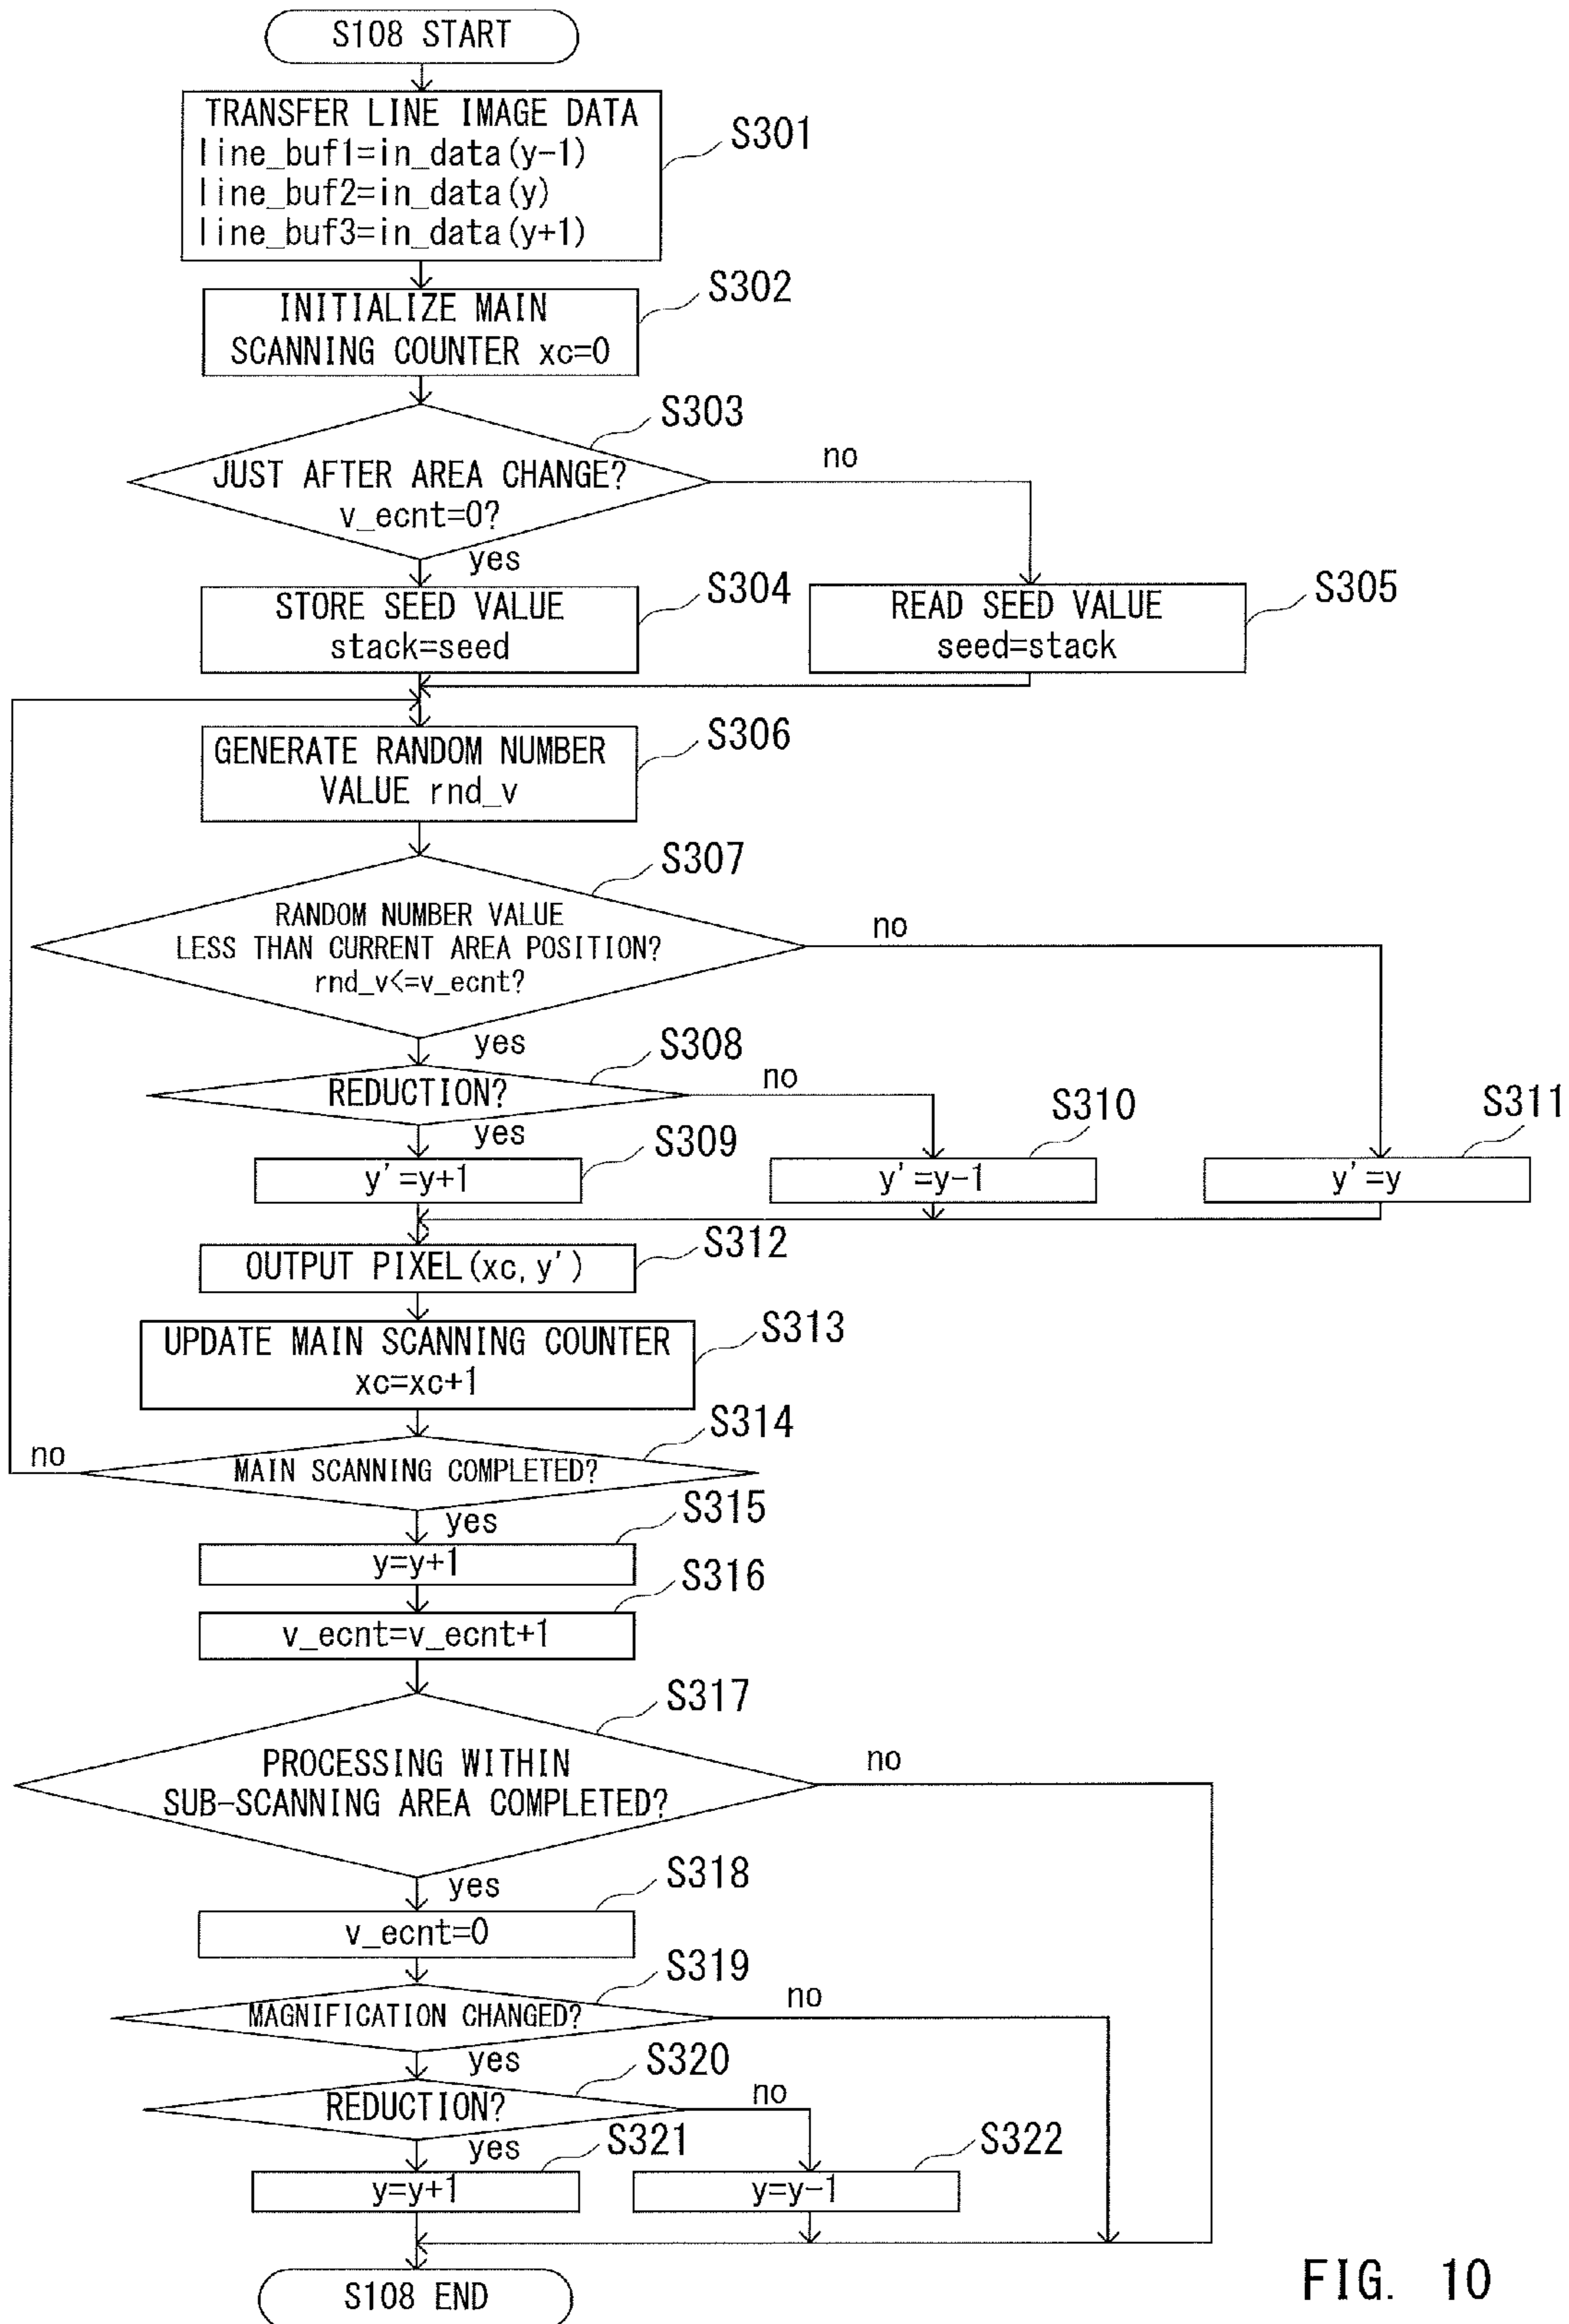 S108 START
TRANSFER LINE IMAGE DATA
line_buf1=in_data(y-1)
line_buf2=in_data(y)
line_buf3=in_data(y+1)
S301
INITIALIZE MAIN
SCANNING COUNTER xc=0
S302
S303
JUST AFTER AREA CHANGE?
v_ecnt=0?
no
yes
STORE SEED VALUE
stack=seed
S304
READ SEED VALUE
seed=stack
S305
GENERATE RANDOM NUMBER
VALUE rnd_v
S306
S307
RANDOM NUMBER VALUE
LESS THAN CURRENT AREA POSITION?
rnd_v<=v_ecnt?
no
yes
S308
REDUCTION?
no
yes
S309
y'=y+1
S310
y'=y-1
S311
y'=y
S312
OUTPUT PIXEL(xc,y')
S313
UPDATE MAIN SCANNING COUNTER
xc=xc+1
S314
no
MAIN SCANNING COMPLETED?
yes
S315
y=y+1
S316
v_ecnt=v_ecnt+1
S317
PROCESSING WITHIN
SUB-SCANNING AREA COMPLETED?
no
yes
S318
v_ecnt=0
S319
MAGNIFICATION CHANGED?
no
yes
S320
REDUCTION?
no
yes
S321
y=y+1
S322
y=y-1
S108 END
FIG. 10